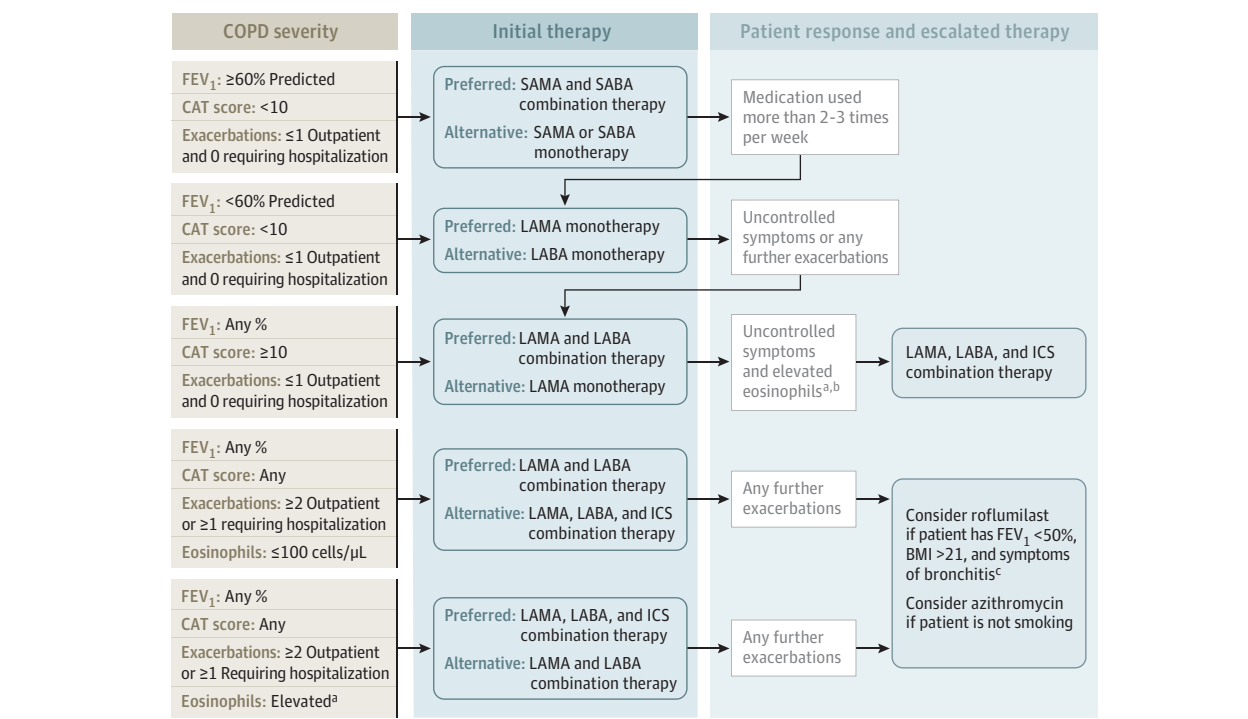 COPD severity
Initial therapy
Patient response and escalated therapy
FEV1: ≥60% Predicted
CAT score: <10
Exacerbations: ≤1 Outpatient
and 0 requiring hospitalization
Preferred: SAMA and SABA
combination therapy
Alternative: SAMA or SABA
monotherapy
Medication used
more than 2-3 times
per week
FEV1: <60% Predicted
CAT score: <10
Exacerbations: ≤1 Outpatient
and 0 requiring hospitalization
Preferred: LAMA monotherapy
Alternative: LABA monotherapy
Uncontrolled
symptoms or any
further exacerbations
FEV1: Any %
CAT score: ≥10
Exacerbations: ≤1 Outpatient
and 0 requiring hospitalization
Preferred: LAMA and LABA
combination therapy
Alternative: LAMA monotherapy
Uncontrolled
symptoms
and elevated
eosinophilsa,b
LAMA, LABA, and ICS
combination therapy
FEV1: Any %
CAT score: Any
Exacerbations: ≥2 Outpatient
or ≥1 requiring hospitalization
Eosinophils: ≤100 cells/μL
Preferred: LAMA and LABA
combination therapy
Alternative: LAMA, LABA, and ICS
combination therapy
Any further
exacerbations
Consider roflumilast
if patient has FEV1 <50%,
BMI >21, and symptoms
of bronchitisc
Consider azithromycin
if patient is not smoking
FEV1: Any %
CAT score: Any
Exacerbations: ≥2 Outpatient
or ≥1 Requiring hospitalization
Eosinophils: Elevateda
Preferred: LAMA, LABA, and ICS
combination therapy
Alternative: LAMA and LABA
combination therapy
Any further
exacerbations